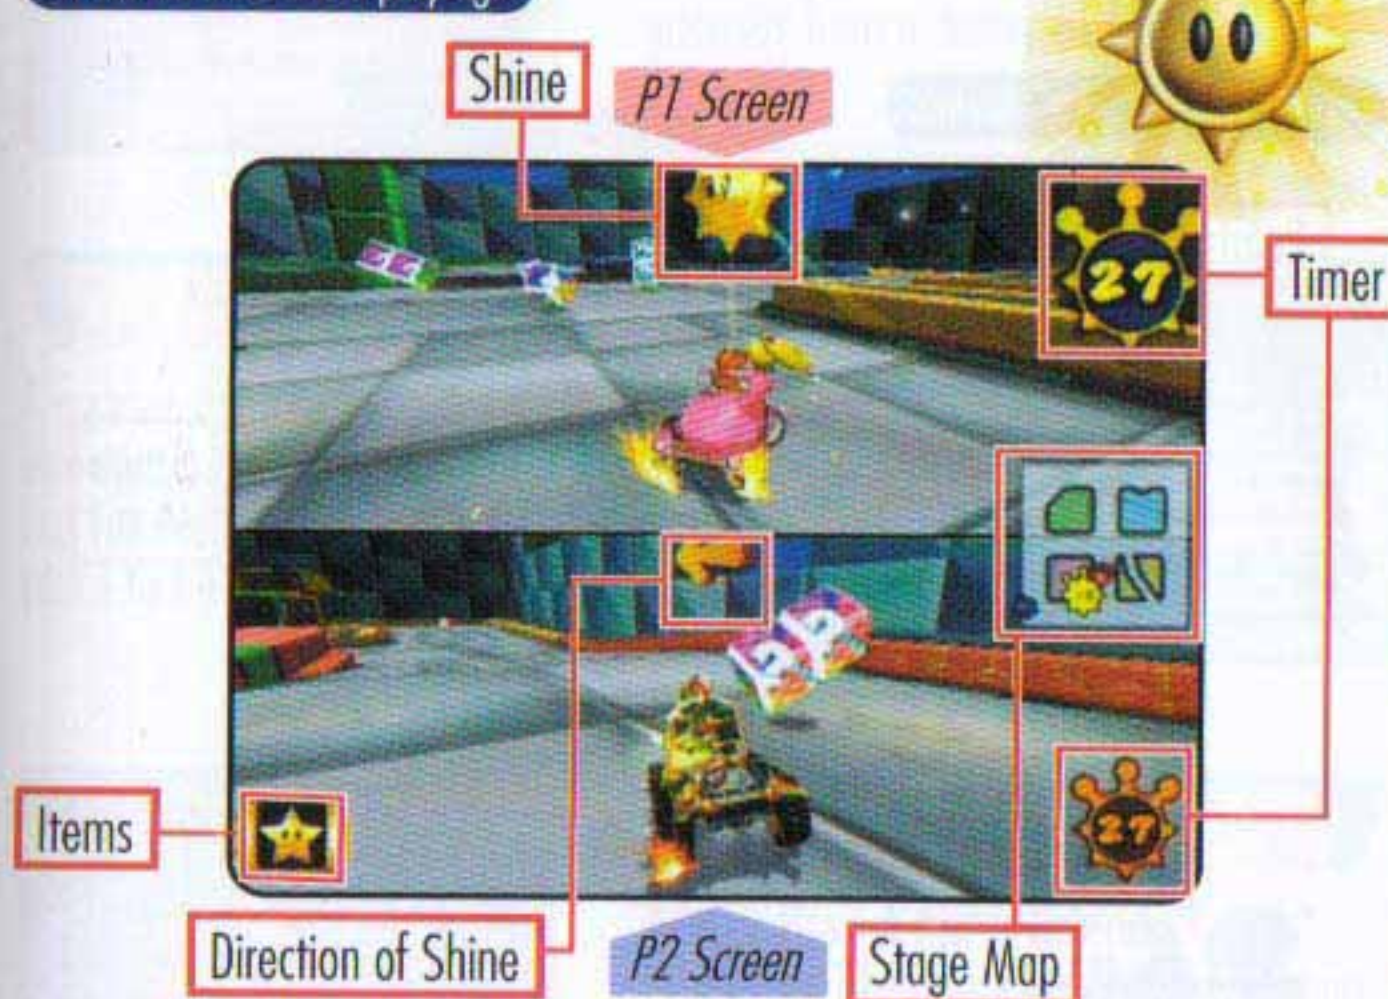 Shine
P1 Screen
27
Timer
27
Items
Direction of Shine
P2 Screen
Stage Map